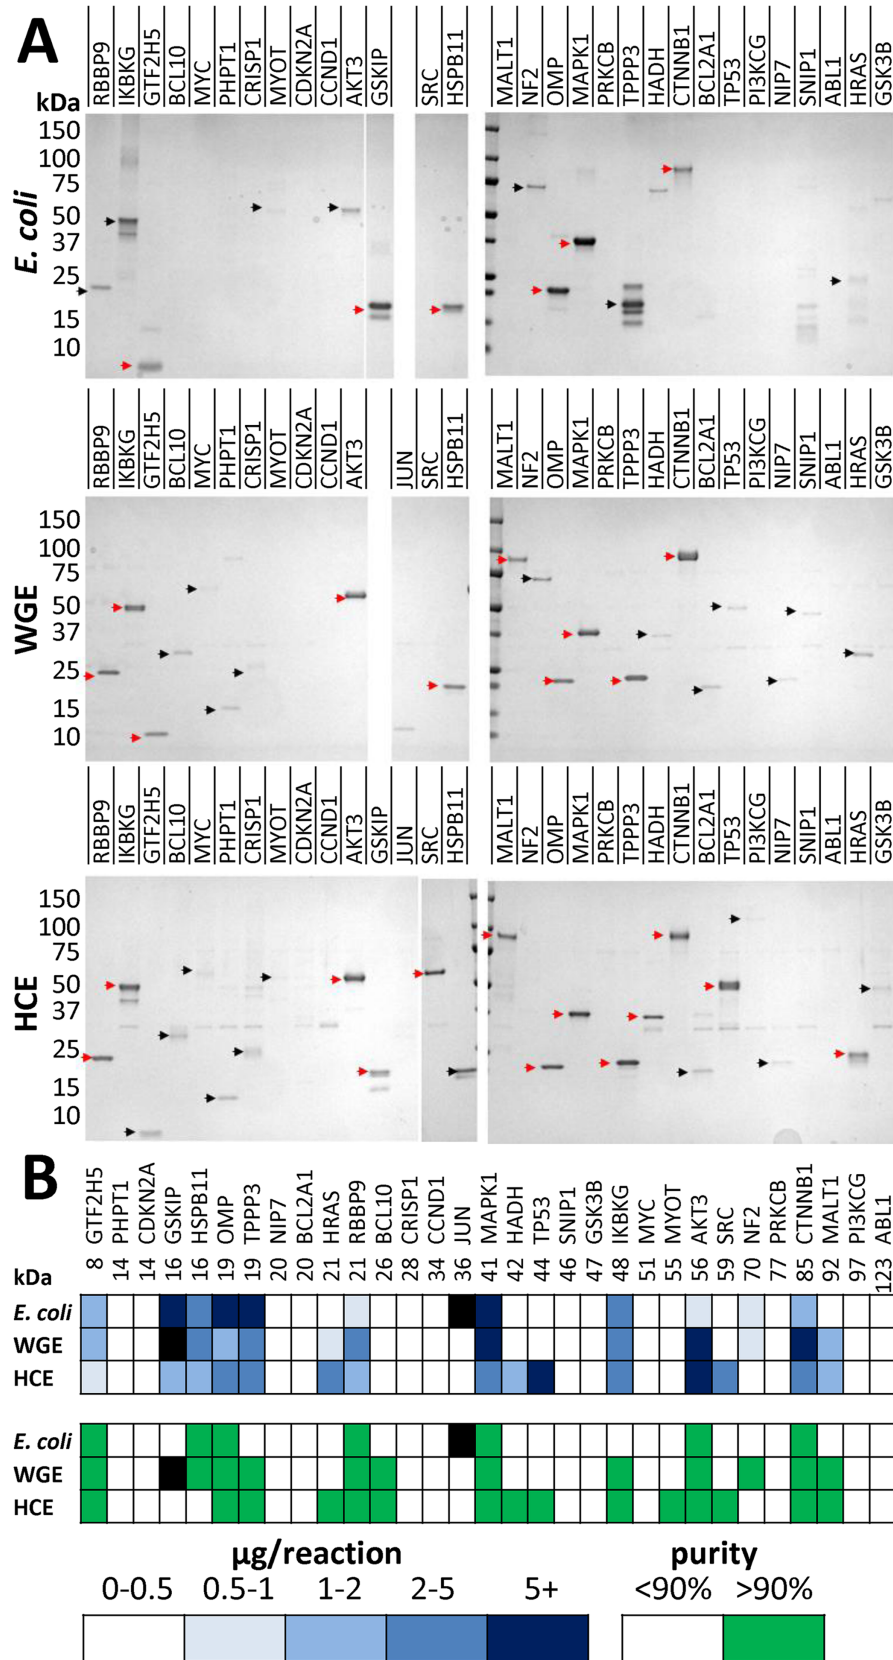 A
RBBP9 IKBKG GTF2H5 BCL10 MYC PHPT1 CRISP1 MYOT CDKN2A CCND1 AKT3 GSKIP SRC HSPB11 MALT1 NF2 OMP MAPK1 PRKCB TPPP3 HADH CTNNB1 BCL2A1 TP53 PI3KCG NIP7 SNIP1 ABL1 HRAS GSK3B
kDa
150
100
75
50
37
25
15
10
E. coli
RBBP9 IKBKG GTF2H5 BCL10 MYC PHPT1 CRISP1 MYOT CDKN2A CCND1 AKT3 JUN SRC HSPB11 MALT1 NF2 OMP MAPK1 PRKCB TPPP3 HADH CTNNB1 BCL2A1 TP53 PI3KCG NIP7 SNIP1 ABL1 HRAS GSK3B
150
100
75
50
37
25
15
10
WGE
RBBP9 IKBKG GTF2H5 BCL10 MYC PHPT1 CRISP1 MYOT CDKN2A CCND1 AKT3 GSKIP JUN SRC HSPB11 MALT1 NF2 OMP MAPK1 PRKCB TPPP3 HADH CTNNB1 BCL2A1 TP53 PI3KCG NIP7 SNIP1 ABL1 HRAS GSK3B
150
100
75
50
37
25
15
10
HCE
B
GTF2H5 PHPT1 CDKN2A GSKIP HSPB11 OMP TPPP3 NIP7 BCL2A1 HRAS RBBP9 BCL10 CRISP1 CCND1 JUN MAPK1 HADH TP53 SNIP1 GSK3B IKBKG MYC MYOT AKT3 SRC NF2 PRKCB CTNNB1 MALT1 PI3KCG ABL1
kDa 8 14 14 16 16 19 19 20 20 21 21 26 28 34 36 41 42 44 46 47 48 51 55 56 59 70 77 85 92 97 123
E. coli
WGE
HCE
E. coli
WGE
HCE
µg/reaction purity
0-0.5 0.5-1 1-2 2-5 5+ <90% >90%